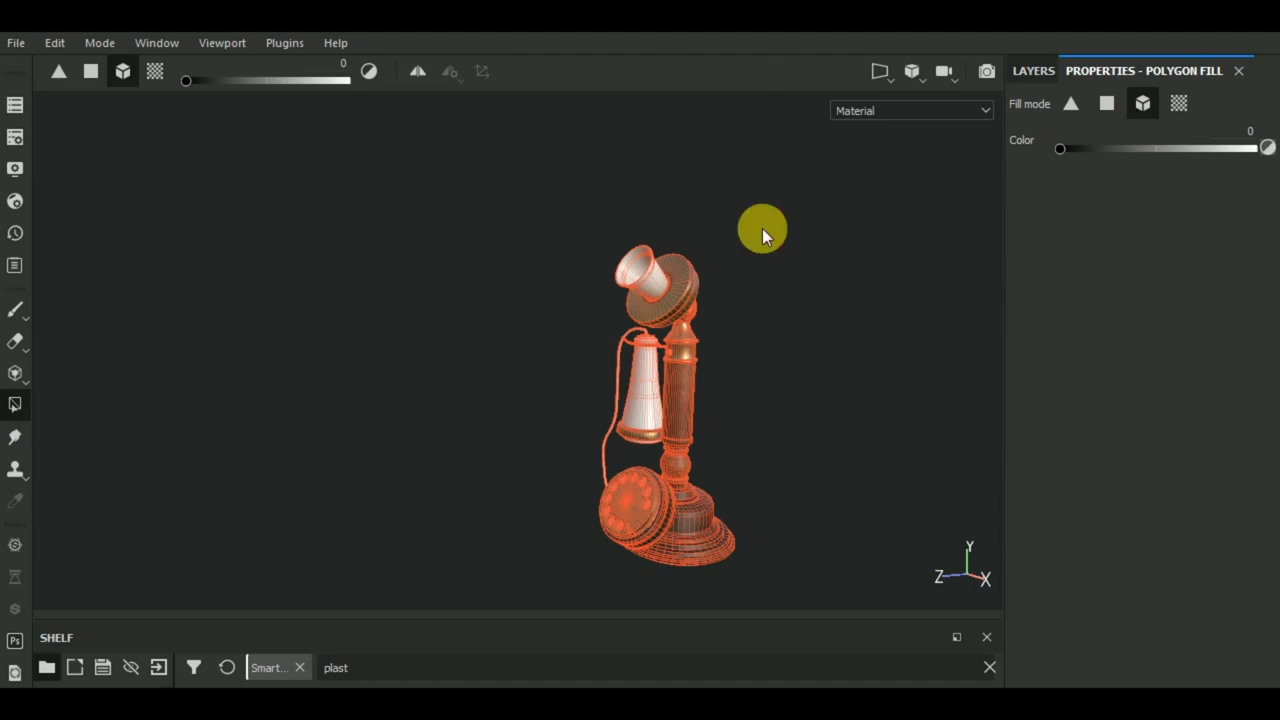 File Edit Mode Window Viewport Plugins Help
0
LAYERS PROPERTIES - POLYGON FILL
Fill mode
Material
0
Color
Y
Z X
SHELF
Ps
Smart... plast